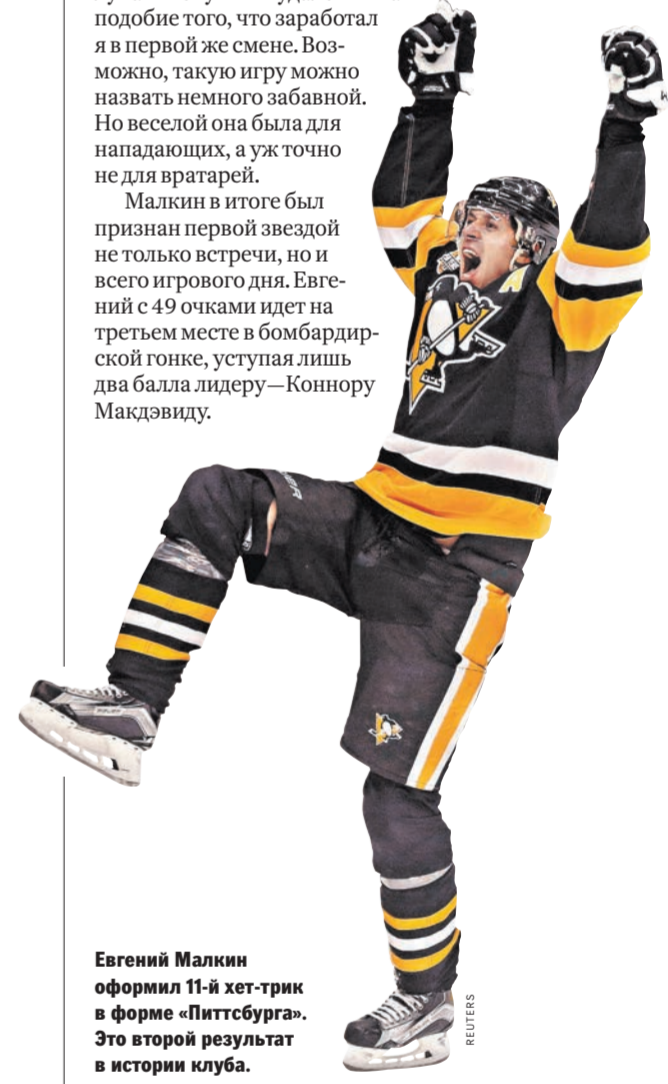 подобие того, что заработал
я в первой же смене. Воз-
можно, такую игру можно
назвать немного забавной.
Но веселой она была для
нападающих, а уж точно
не для вратарей.
Малкин в итоге был
признан первой звездой
не только встречи, но и
всего игрового дня. Евге-
ний с 49 очками идет на
третьем месте в бомбардир-
ской гонке, уступая лишь
два балла лидеру—Коннору
Макдэвиду.
A
Евгений Малкин
оформил 11-й хет-трик
в форме «Питтсбурга».
Это второй результат
в истории клуба.
REUTERS